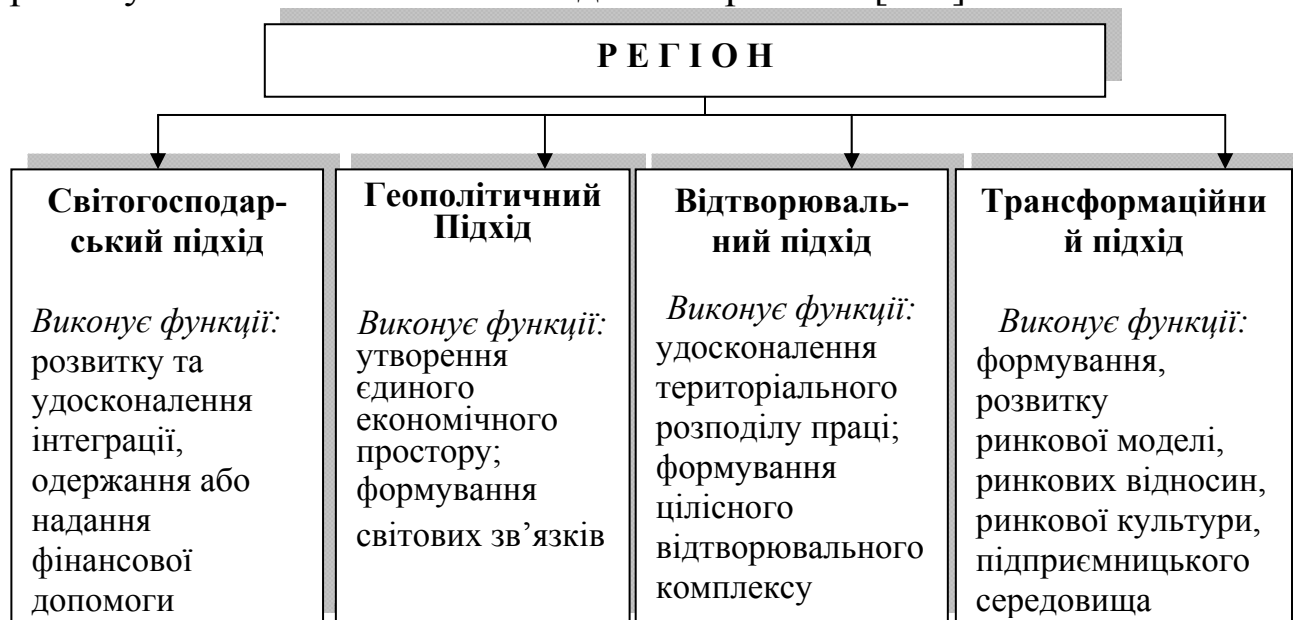 Р Е Г І О Н
Світогосподар-
ський підхід
Виконує функції:
розвитку та
удосконалення
інтеграції,
одержання або
надання
фінансової
допомоги
Геополітичний
Підхід
Виконує функції:
утворення
єдиного
економічного
простору;
формування
світових зв’язків
Відтворюваль-
ний підхід
Виконує функції:
удосконалення
територіального
розподілу праці;
формування
цілісного
відтворювального
комплексу
Трансформаційни
й підхід
Виконує функції:
формування,
розвитку
ринкової моделі,
ринкових відносин,
ринкової культури,
підприємницького
середовища